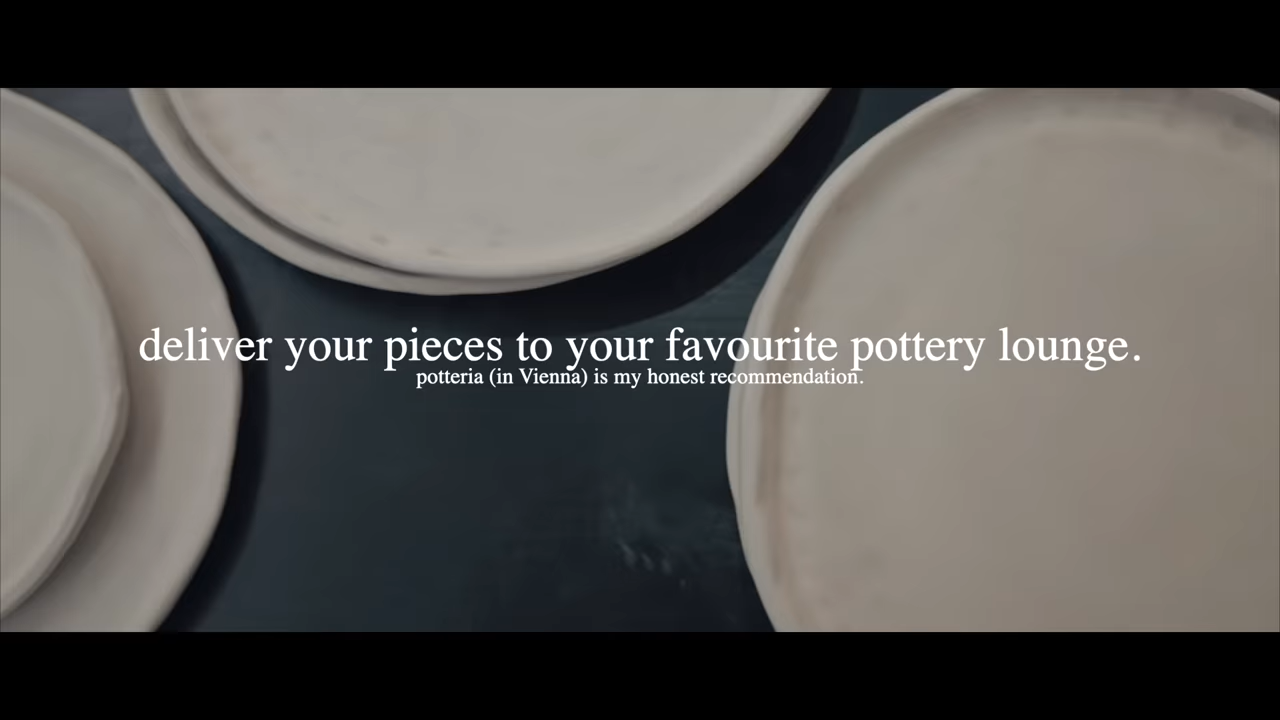 deliver your pieces to your favourite pottery lounge.
potteria (in Vienna) is my honest recommendation.